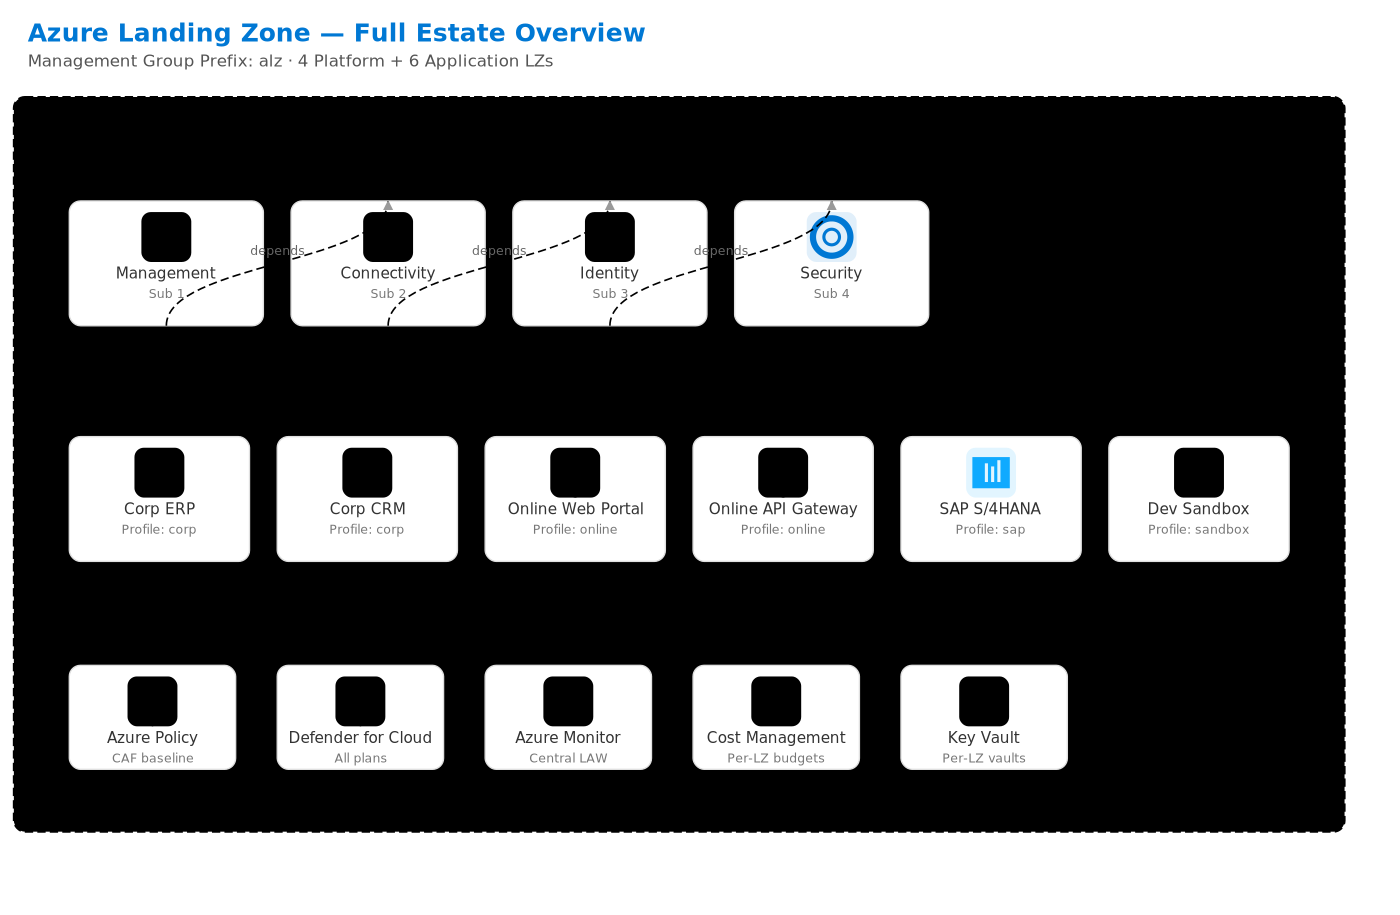 Azure Landing Zone — Full Estate Overview
Management Group Prefix: alz · 4 Platform + 6 Application LZs
depends
depends
depends
Management
Connectivity
Identity
Security
Sub 1
Sub 2
Sub 3
Sub 4
Corp ERP
Corp CRM
Online Web Portal
Online API Gateway
SAP S/4HANA
Dev Sandbox
Profile: corp
Profile: corp
Profile: online
Profile: online
Profile: sap
Profile: sandbox
Azure Policy
Defender for Cloud
Azure Monitor
Cost Management
Key Vault
CAF baseline
All plans
Central LAW
Per-LZ budgets
Per-LZ vaults